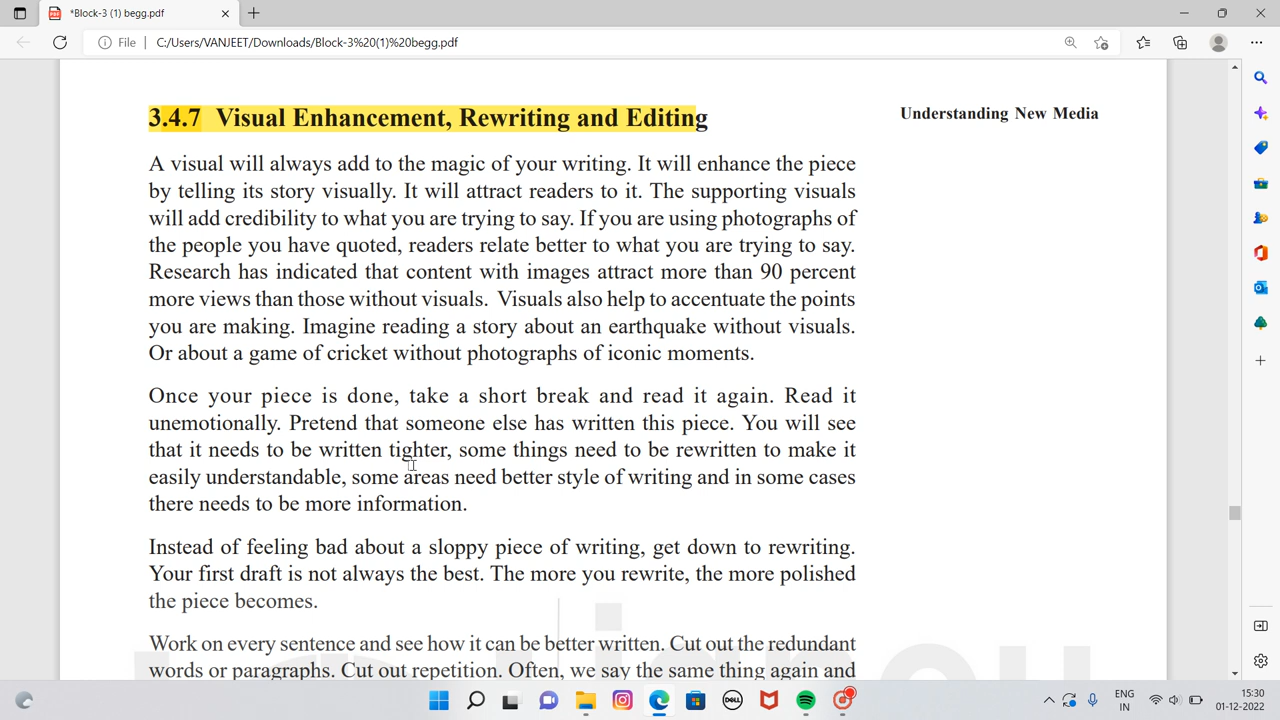 *Block-3 (1) begg.pdf
File
C:/Users/VANJEET/Downloads/Block-3%20(1)%20begg.pdf
3.4.7 Visual Enhancement, Rewriting and Editing
Understanding New Media
A visual will always add to the magic of your writing. It will enhance the piece
by telling its story visually. It will attract readers to it. The supporting visuals
will add credibility to what you are trying to say. If you are using photographs of
the people you have quoted, readers relate better to what you are trying to say.
Research has indicated that content with images attract more than 90 percent
more views than those without visuals. Visuals also help to accentuate the points
you are making. Imagine reading a story about an earthquake without visuals.
Or about a game of cricket without photographs of iconic moments.
Once your piece is done, take a short break and read it again. Read it
unemotionally. Pretend that someone else has written this piece. You will see
that it needs to be written tighter, some things need to be rewritten to make it
easily understandable, some areas need better style of writing and in some cases
there needs to be more information.
Instead of feeling bad about a sloppy piece of writing, get down to rewriting.
Your first draft is not always the best. The more you rewrite, the more polished
the piece becomes.
Work on every sentence and see how it can be better written. Cut out the redundant
words or paragraphs. Cut out repetition. Often, we say the same thing again and
DELL
ENG
IN
15:30
01-12-2022